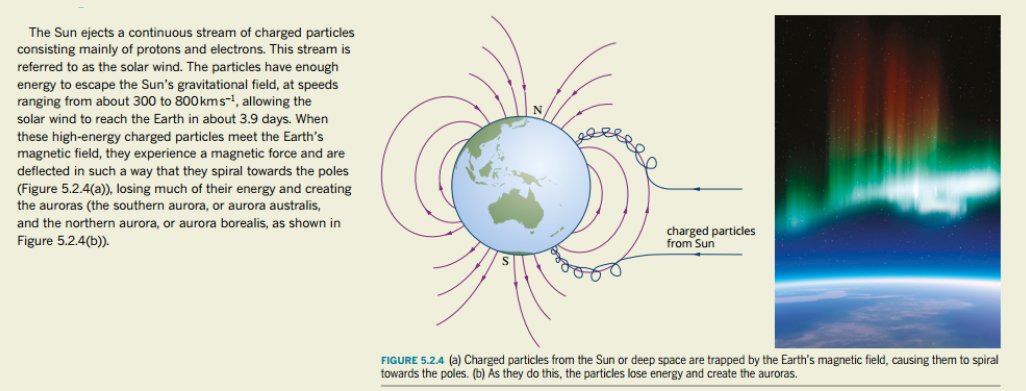 The Sun ejects a continuous stream of charged particles
consisting mainly of protons and electrons. This stream is
referred to as the solar wind. The particles have enough
energy to escape the Sun's gravitational field, at speeds
ranging from about 300 to 800 km s⁻¹, allowing the
solar wind to reach the Earth in about 3.9 days. When
these high-energy charged particles meet the Earth's
magnetic field, they experience a magnetic force and are
deflected in such a way that they spiral towards the poles
(Figure 5.2.4(a)), losing much of their energy and creating
the auroras (the southern aurora, or aurora australis,
and the northern aurora, or aurora borealis, as shown in
Figure 5.2.4(b)).
N
charged particles
from Sun
S
FIGURE 5.2.4 (a) Charged particles from the Sun or deep space are trapped by the Earth's magnetic field, causing them to spiral
towards the poles. (b) As they do this, the particles lose energy and create the auroras.